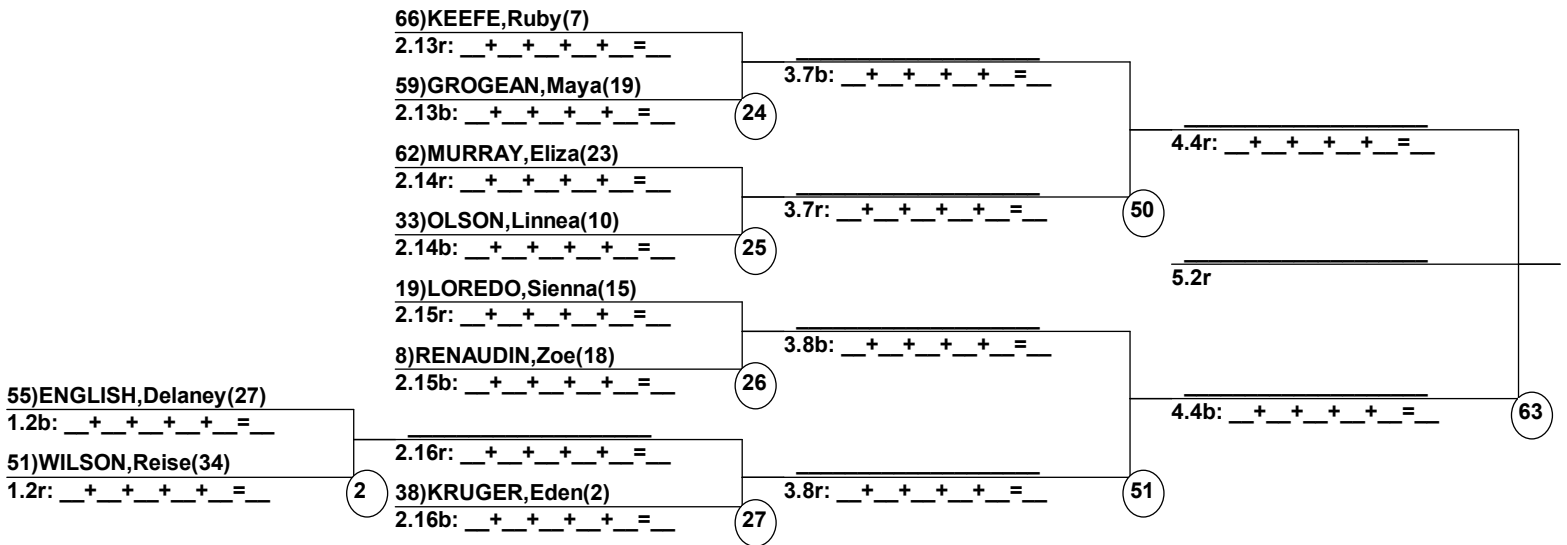 66)KEEFE,Ruby(7)
2.13r: __+__+__+__+__=__
59)GROGEAN,Maya(19)
2.13b: __+__+__+__+__=__
24
62)MURRAY,Eliza(23)
2.14r: __+__+__+__+__=__
33)OLSON,Linnea(10)
2.14b: __+__+__+__+__=__
25
19)LOREDO,Sienna(15)
2.15r: __+__+__+__+__=__
8)RENAUDIN,Zoe(18)
2.15b: __+__+__+__+__=__
26
55)ENGLISH,Delaney(27)
1.2b: __+__+__+__+__=__
51)WILSON,Reise(34)
1.2r: __+__+__+__+__=__
2
2.16r: __+__+__+__+__=__
38)KRUGER,Eden(2)
2.16b: __+__+__+__+__=__
27
3.7b: __+__+__+__+__=__
3.7r: __+__+__+__+__=__
50
3.8b: __+__+__+__+__=__
3.8r: __+__+__+__+__=__
51
4.4r: __+__+__+__+__=__
5.2r
4.4b: __+__+__+__+__=__
63